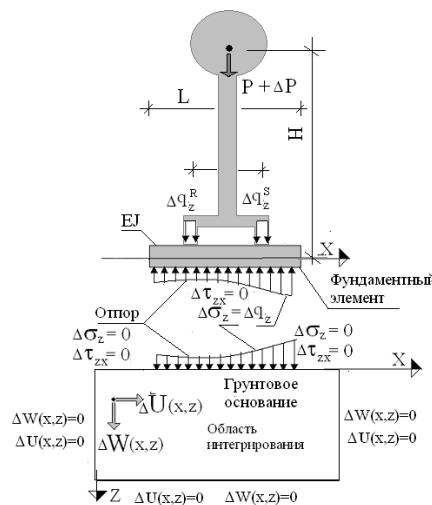 P + ΔP
L
H
Δq_z^R
Δq_z^S
EJ
X
Фундаментный
элемент
Δτ_zx = 0
Δσ_z = Δq_z
Отпор
Δσ_z = 0
Δτ_zx = 0
Δσ_z = 0
Δτ_zx = 0
X
Грунтовое
основание
ΔU(x,z)
ΔW(x,z)
Область
интегрирования
ΔW(x,z)=0
ΔU(x,z)=0
ΔW(x,z)=0
ΔU(x,z)=0
Z
ΔU(x,z)=0 ΔW(x,z)=0